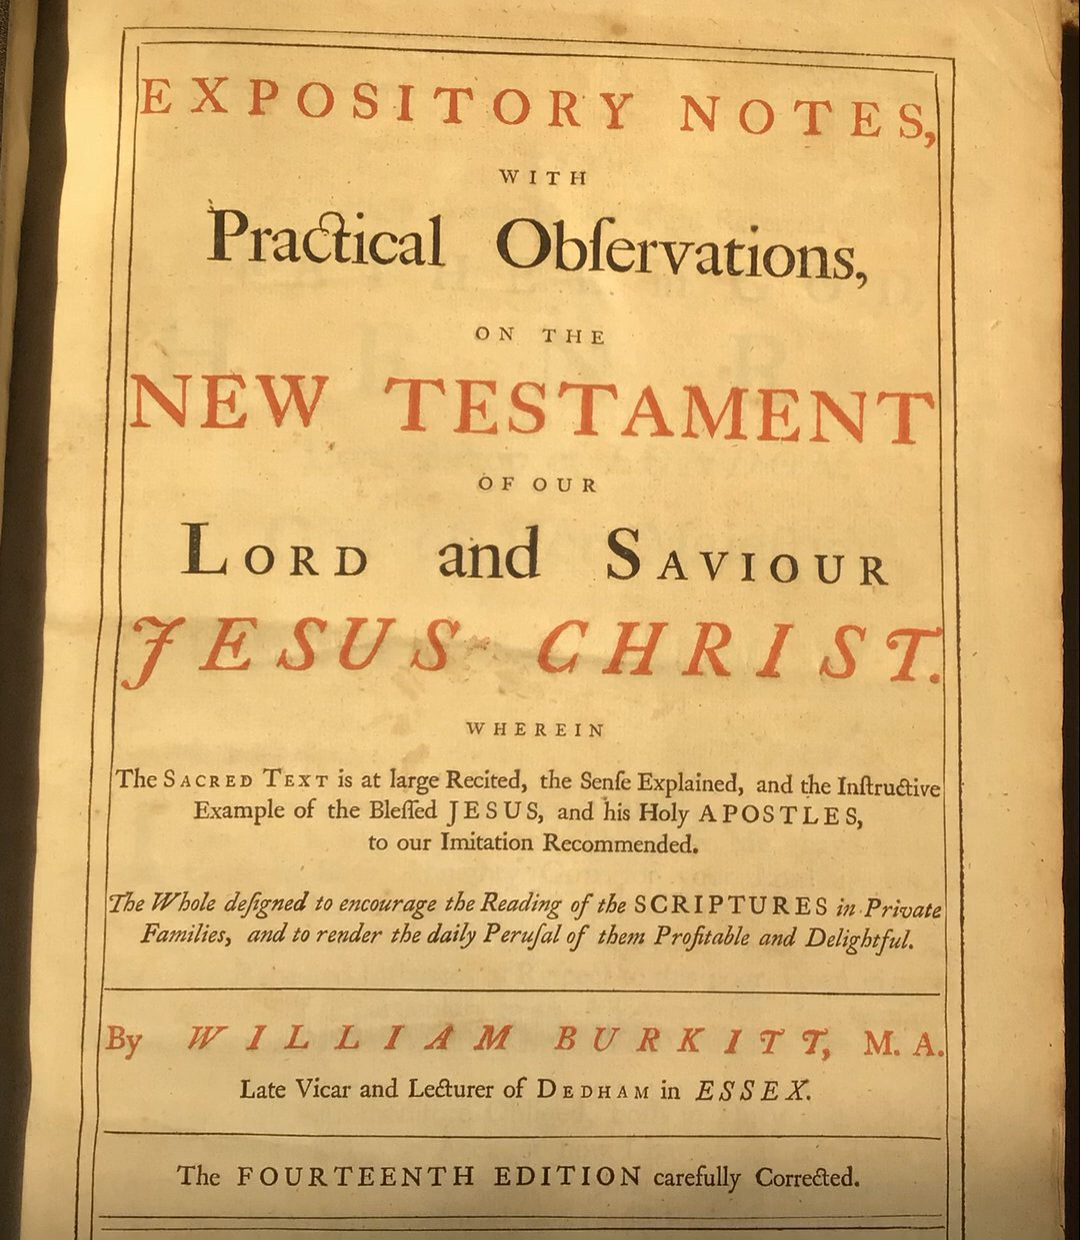 EXPOSITORY NOTES,
WITH
Practical Obſervations,
ON THE
NEW TESTAMENT
OF OUR
LORD and SAVIOUR
JESUS CHRIST.
WHEREIN
The SACRED TEXT is at large Recited, the Senſe Explained, and the Inſtructive
Example of the Bleſſed JESUS, and his Holy APOSTLES,
to our Imitation Recommended.
The Whole deſigned to encourage the Reading of the SCRIPTURES in Private
Families, and to render the daily Peruſal of them Profitable and Delightful.
By WILLIAM BURKITT, M. A.
Late Vicar and Lecturer of DEDHAM in ESSEX.
The FOURTEENTH EDITION carefully Corrected.